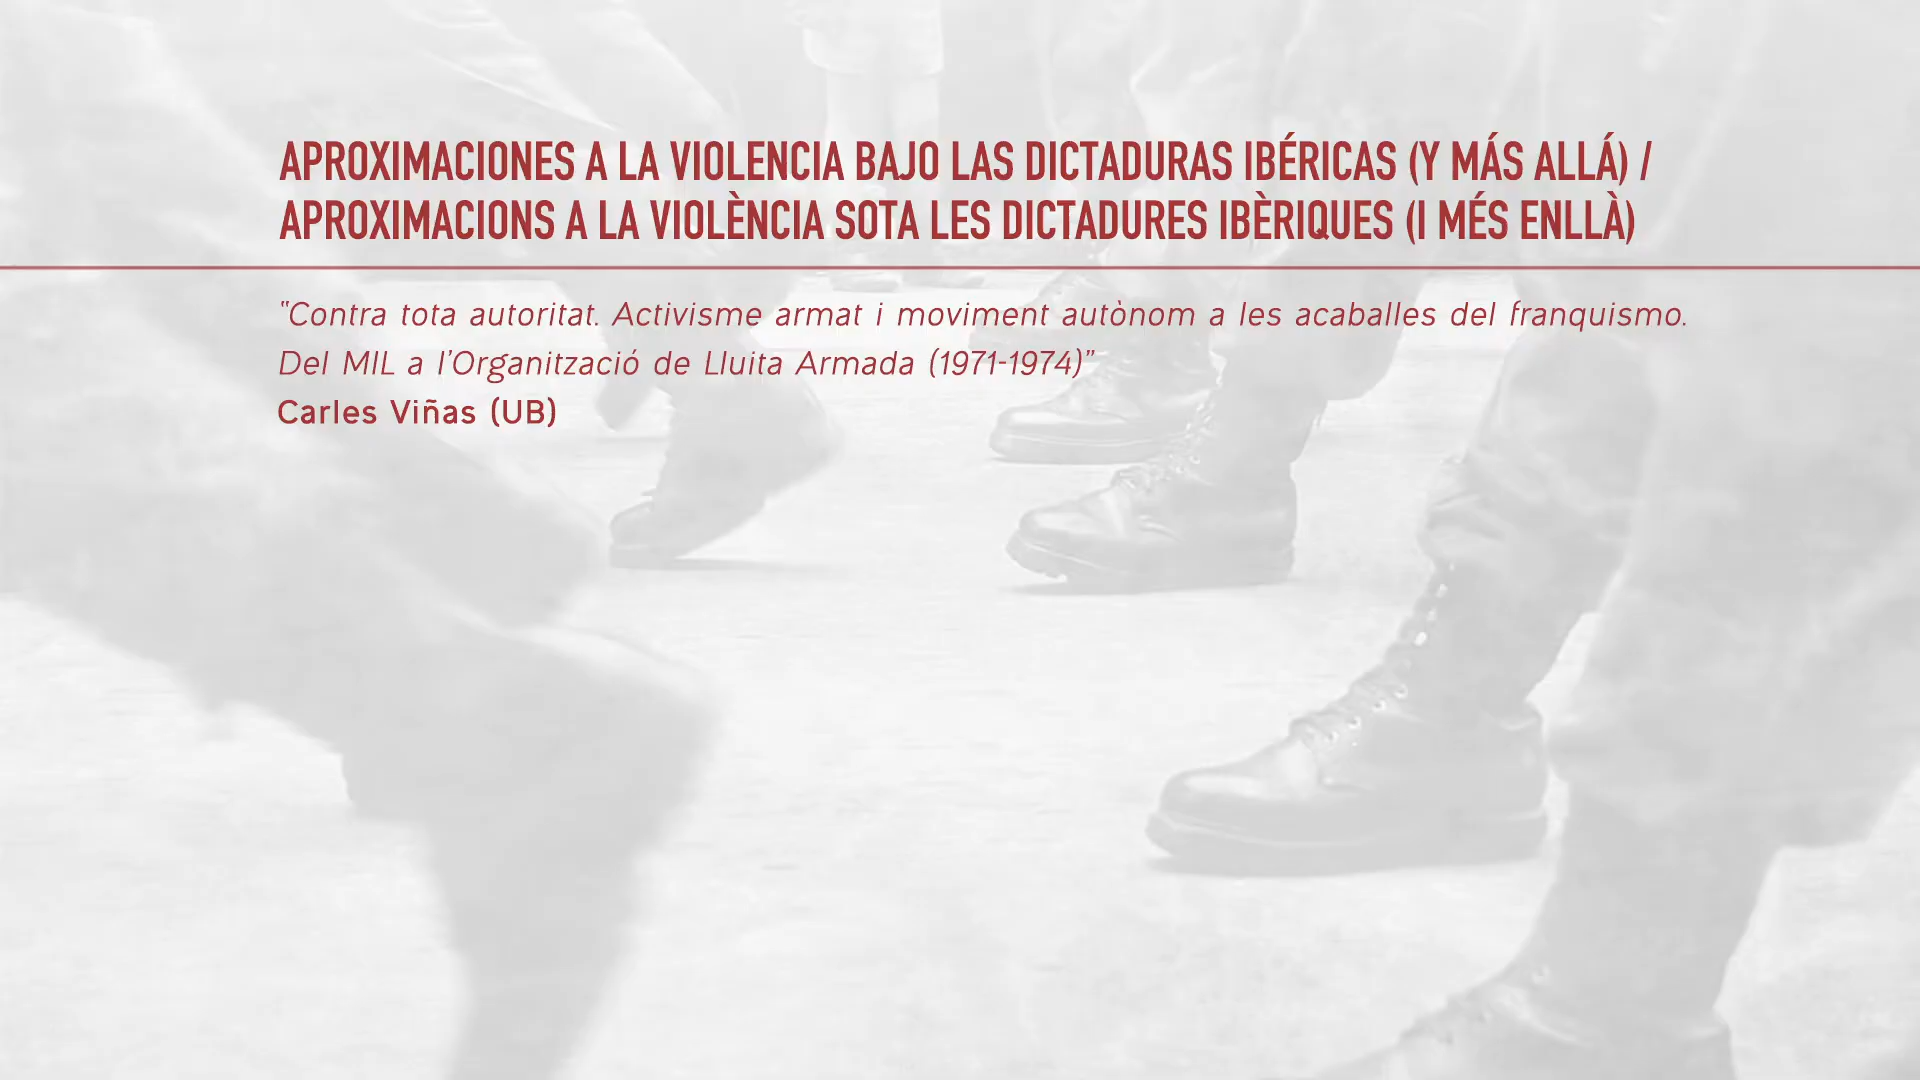 APROXIMACIONES A LA VIOLENCIA BAJO LAS DICTADURAS IBÉRICAS (Y MÁS ALLÁ) /
APROXIMACIONS A LA VIOLÈNCIA SOTA LES DICTADURES IBÈRIQUES (I MÉS ENLLÀ)
“Contra tota autoritat. Activisme armat i moviment autònom a les acaballes del franquismo.
Del MIL a l’Organització de Lluita Armada (1971-1974)”
Carles Viñas (UB)